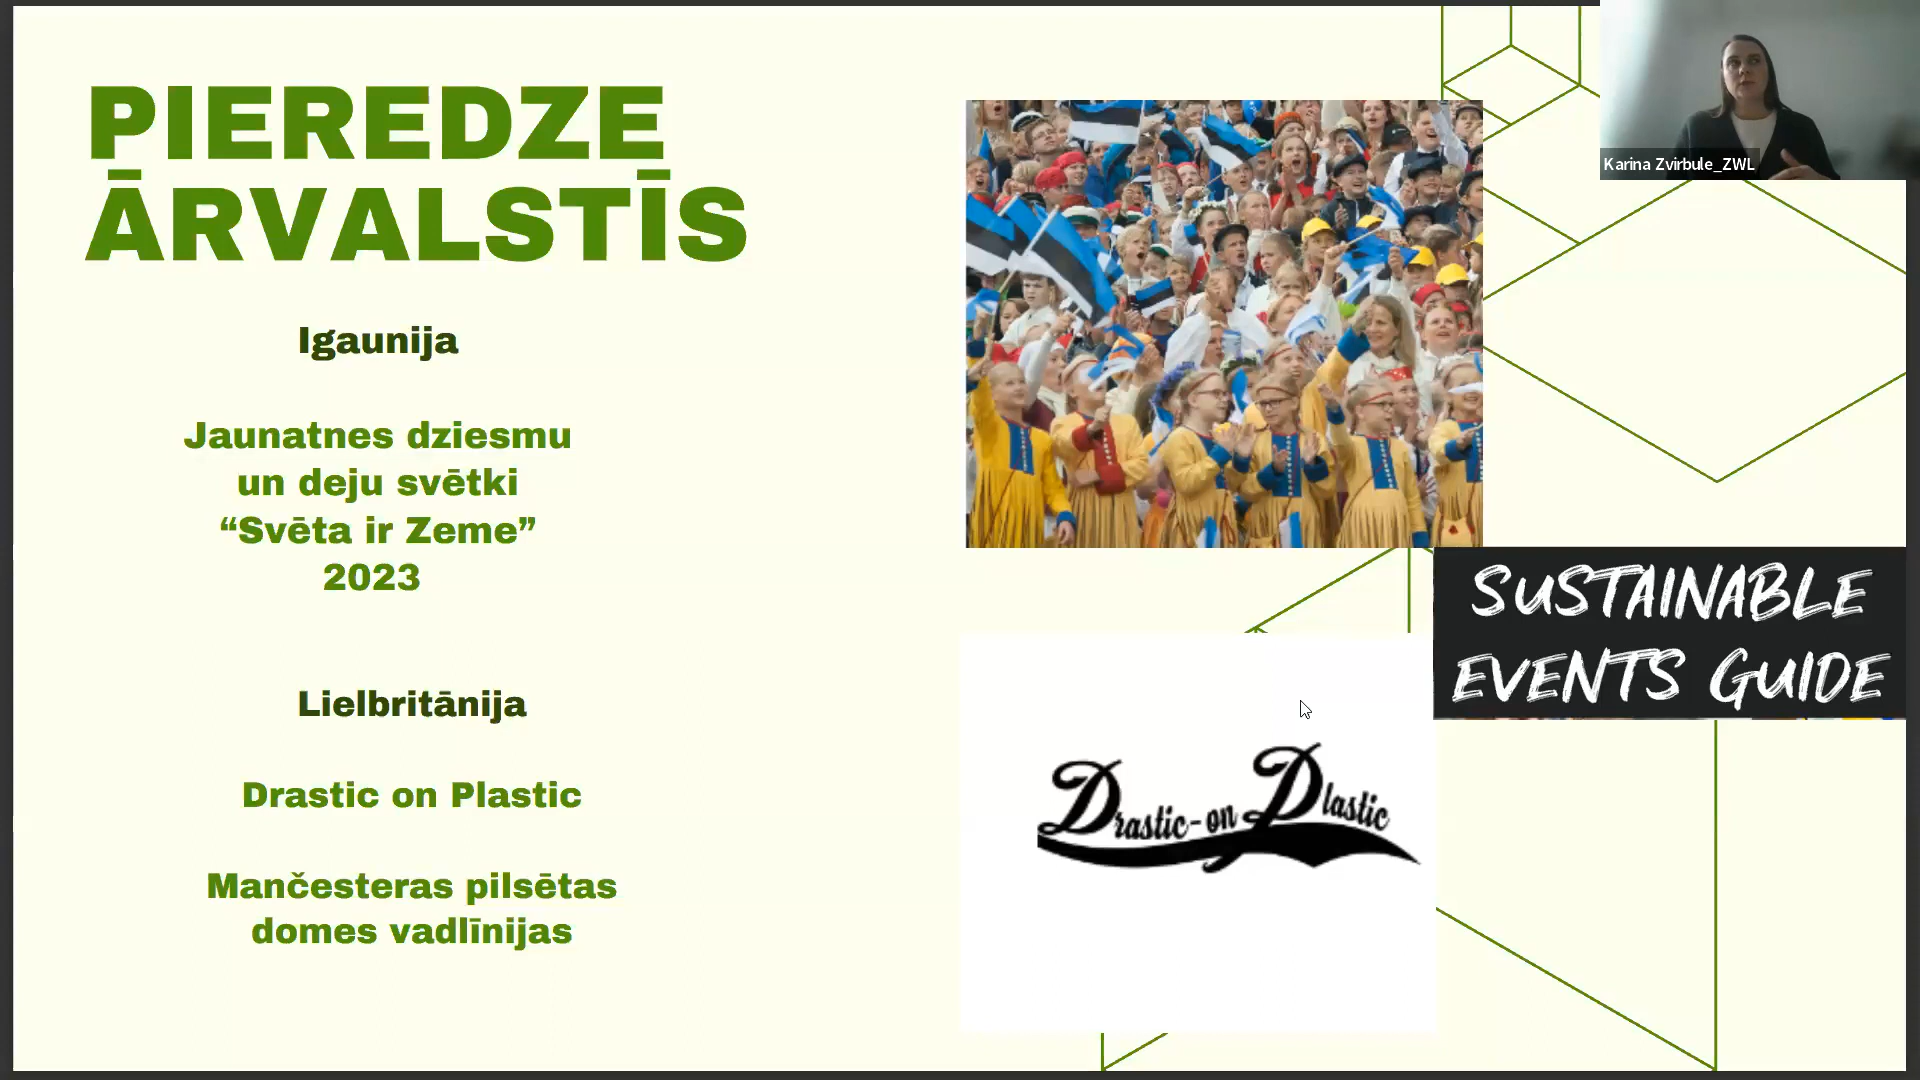 PIEREDZE
ĀRVALSTĪS
Igaunija
Jaunatnes dziesmu
un deju svētki
“Svēta ir Zeme”
2023
Lielbritānija
Drastic on Plastic
Mančesteras pilsētas
domes vadlīnijas
Karina Zvirbule_ZWL
SUSTAINABLE
EVENTS GUIDE
Drastic-on Plastic